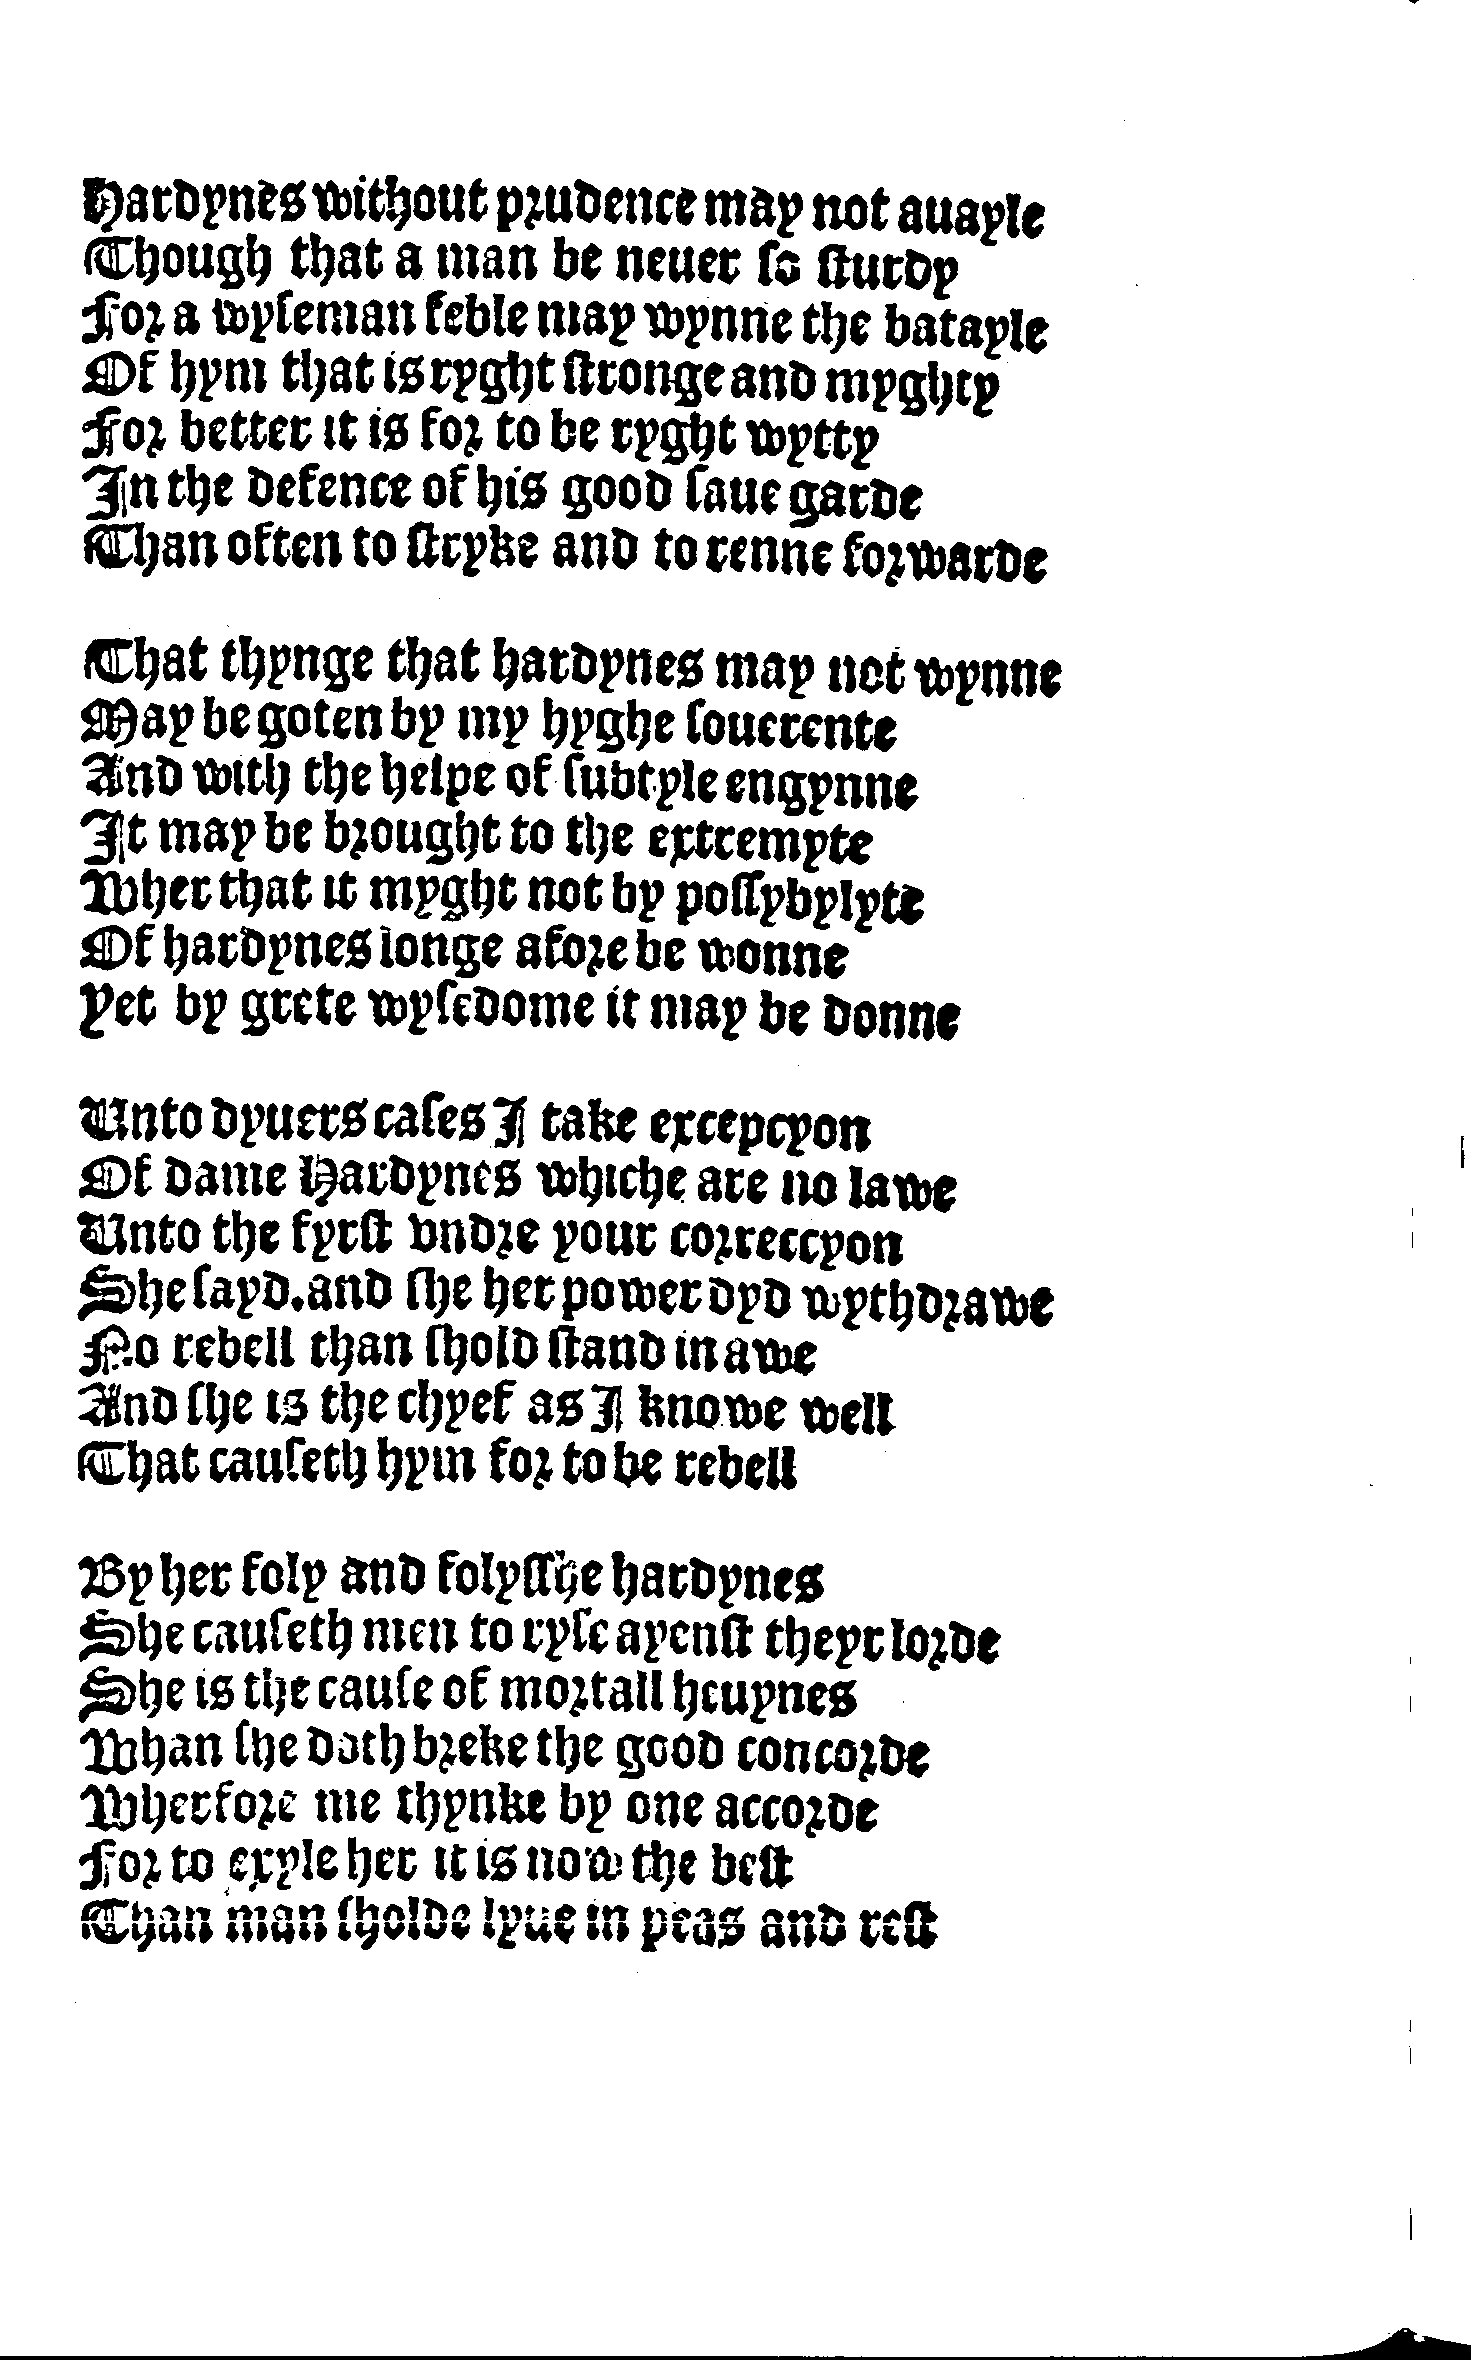 Hardynes without prudence may not auayle
Though that a man be neuer ſo ſturdy
For a wyſeman feble may wynne the batayle
Of hym that is ryght ſtronge and myghty
For better it is for to be ryght wytty
In the defence of his good ſaue garde
Than often to ſtryke and to renne forwarde

That thynge that hardynes may not wynne
May be goten by my hyghe ſouerente
And with the helpe of ſubtyle engynne
It may be brought to the extremyte
Wher that it myght not by poſſybylyte
Of hardynes longe afore be wonne
Yet by grete wyſedome it may be donne

Unto dyuers caſes I take excepcyon
Of dame Hardynes whiche are no lawe
Unto the fyrſt vndre your correccyon
She ſayd.and ſhe her power dyd wythdrawe
No rebell than ſhold ſtand in awe
And ſhe is the chyef as I knowe well
That cauſeth hym for to be rebell

By her foly and folyſſhe hardynes
She cauſeth men to ryſe ayenſt theyr lorde
She is the cauſe of mortall heuynes
Whan ſhe doth breke the good concorde
Wherfore me thynke by one accorde
For to exyle her it is now the beſt
Than man ſholde lyue in peas and reſt